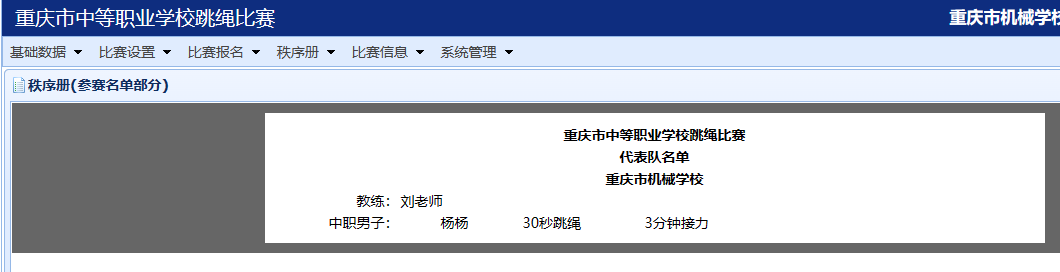 重庆市中等职业学校跳绳比赛 重庆市机械学校
基础数据 比赛设置 比赛报名 秩序册 比赛信息 系统管理
秩序册(参赛名单部分)
重庆市中等职业学校跳绳比赛
代表队名单
重庆市机械学校
教练：刘老师
中职男子： 杨杨 30秒跳绳 3分钟接力